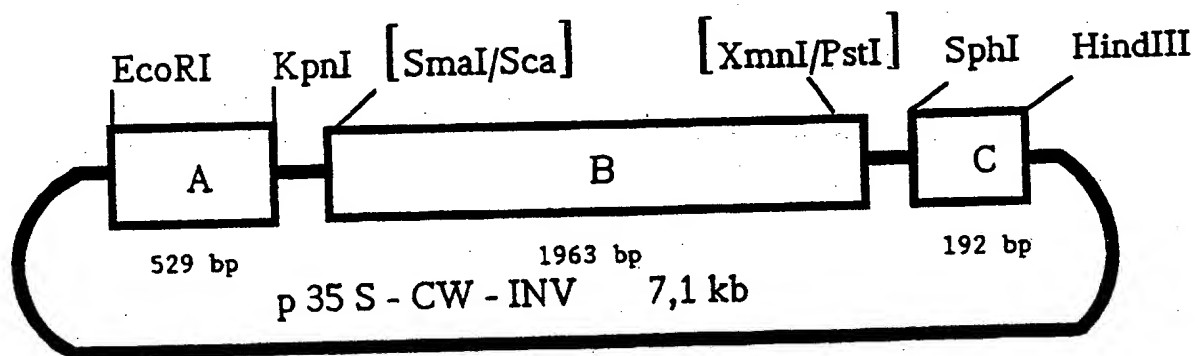 EcoRI KpnI [SmaI/Sca] [XmnI/PstI] SphI HindIII
A B C
529 bp 1963 bp 192 bp
p 35 S - CW - INV 7,1 kb